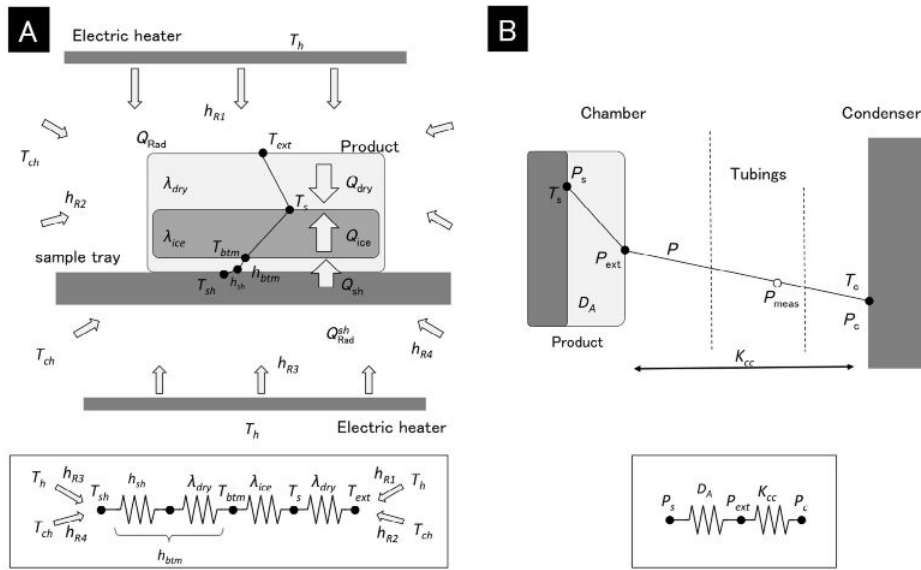 A
Electric heater
T_h
h_R1
Q_Rad
T_ext
Product
T_ch
λ_dry
Q_dry
h_R2
T_s
λ_ice
Q_ice
T_btm
sample tray
h_btm
T_sh
h_sh
Q_sh
Q_Rad^sh
T_ch
h_R4
h_R3
T_h
Electric heater
T_h h_R3 T_sh h_sh λ_dry T_btm λ_ice T_s λ_dry T_ext h_R1 T_h
T_ch h_R4 h_R2 T_ch
h_btm
B
Chamber
Condenser
Tubings
P_s
T_s
P_ext
P
T_c
P_meas
D_A
P_c
Product
K_cc
P_s D_A P_ext K_cc P_c